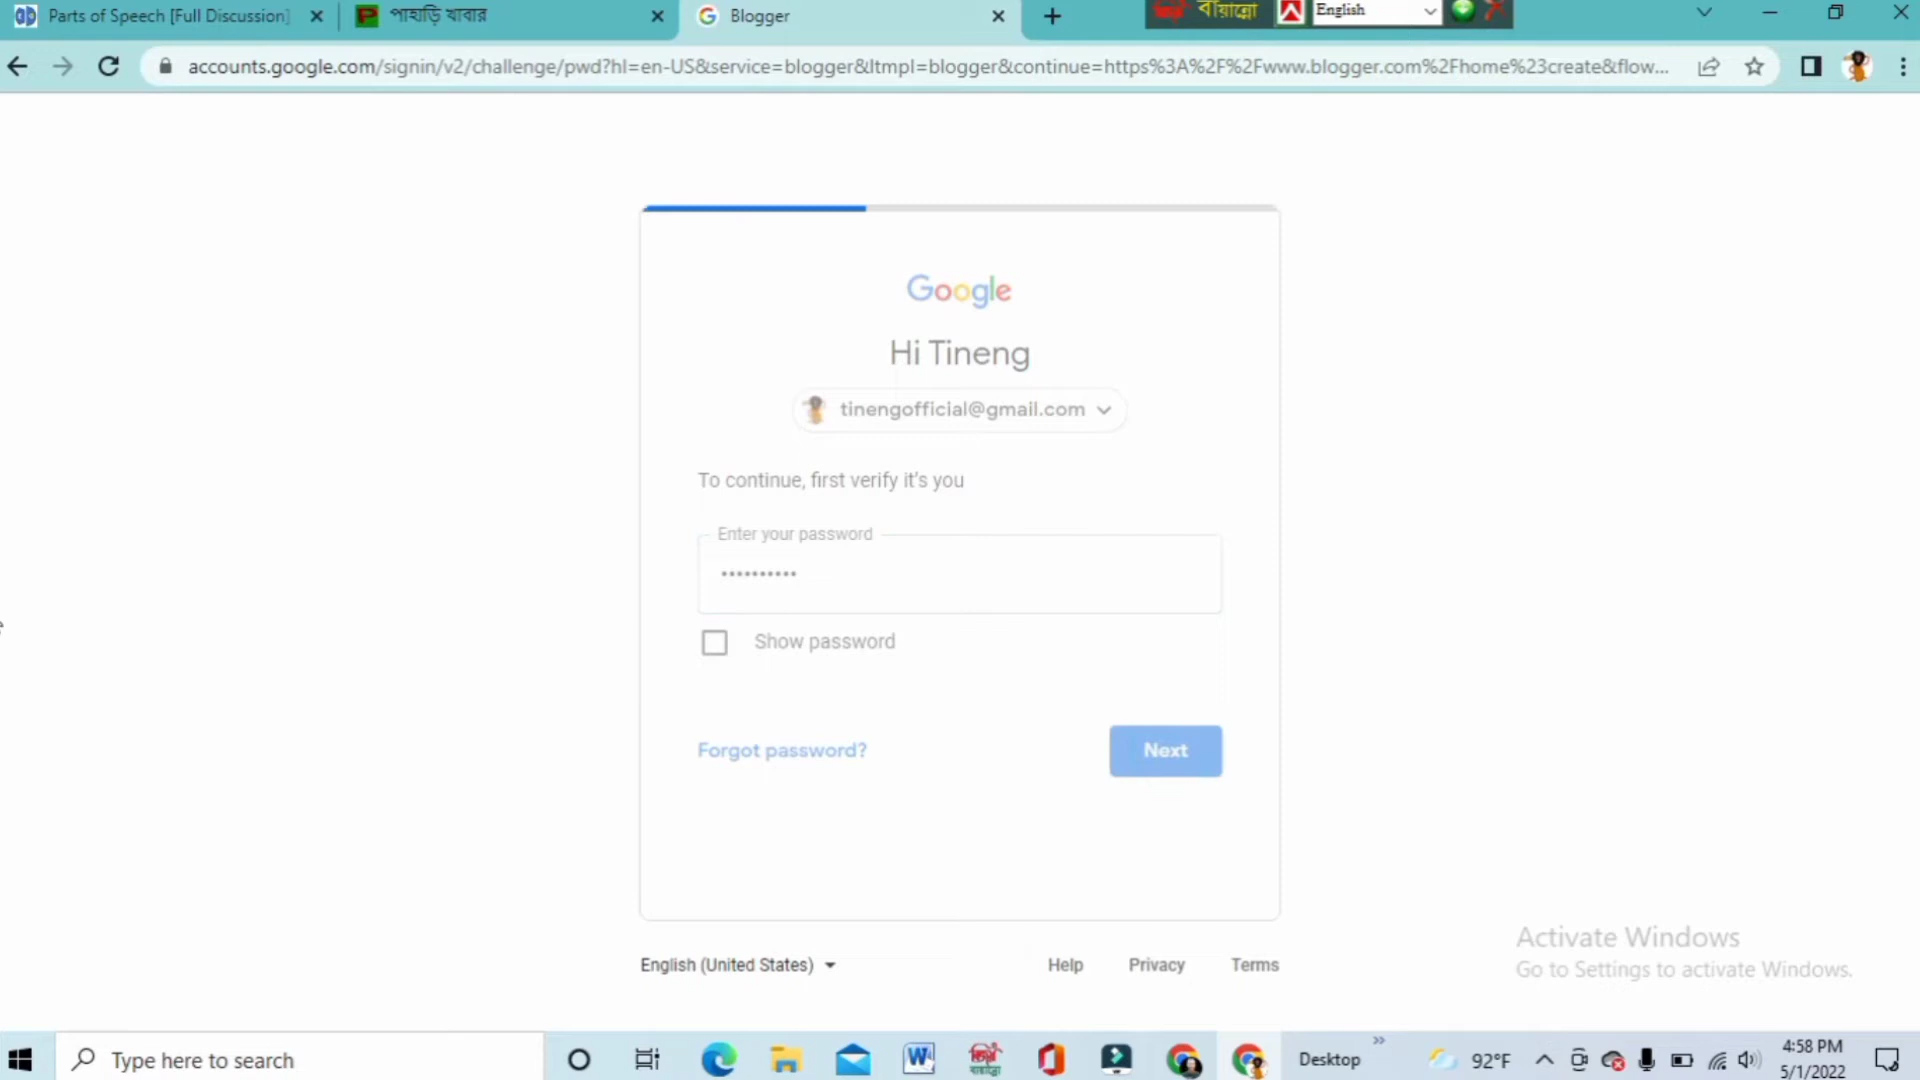 Parts of Speech [Full Discussion]
পাহাড়ি খাবার
Blogger
English
accounts.google.com/signin/v2/challenge/pwd?hl=en-US&service=blogger&ltmpl=blogger&continue=https%3A%2F%2Fwww.blogger.com%2Fhome%23create&flow...
Google
Hi Tineng
tinengofficial@gmail.com
To continue, first verify it's you
Enter your password
••••••••••
Show password
Forgot password?
Next
English (United States)
Help
Privacy
Terms
Activate Windows
Go to Settings to activate Windows.
Type here to search
Desktop
92°F
4:58 PM
5/1/2022